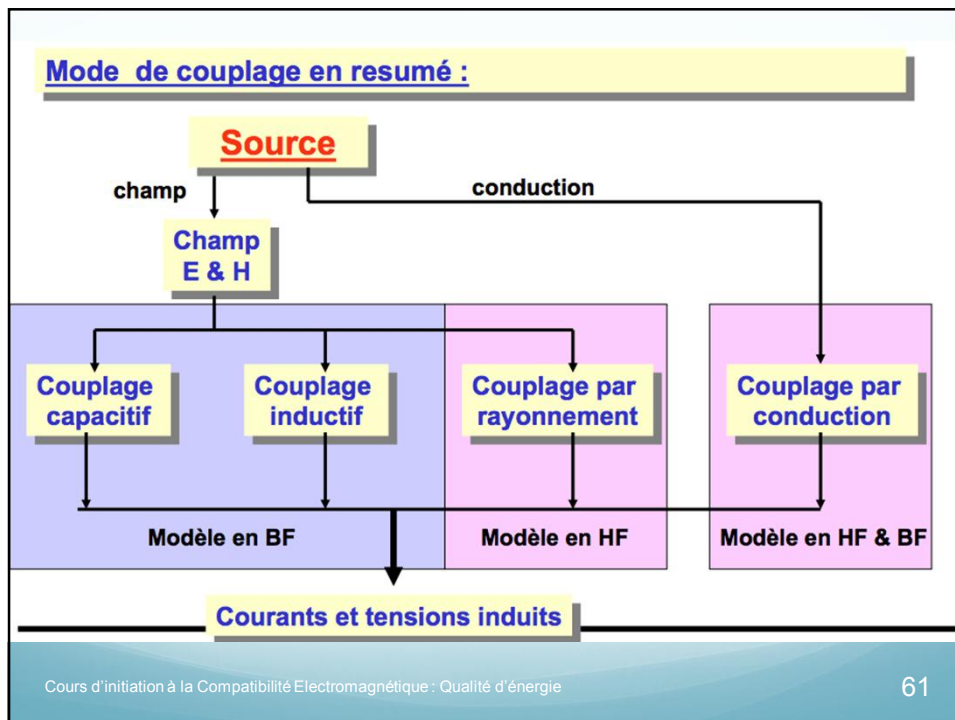 Mode de couplage en resumé :
Source
champ
conduction
Champ
E & H
Couplage
capacitif
Couplage
inductif
Couplage par
rayonnement
Couplage par
conduction
Modèle en BF
Modèle en HF
Modèle en HF & BF
Courants et tensions induits
Cours d'initiation à la Compatibilité Electromagnétique : Qualité d'énergie
61